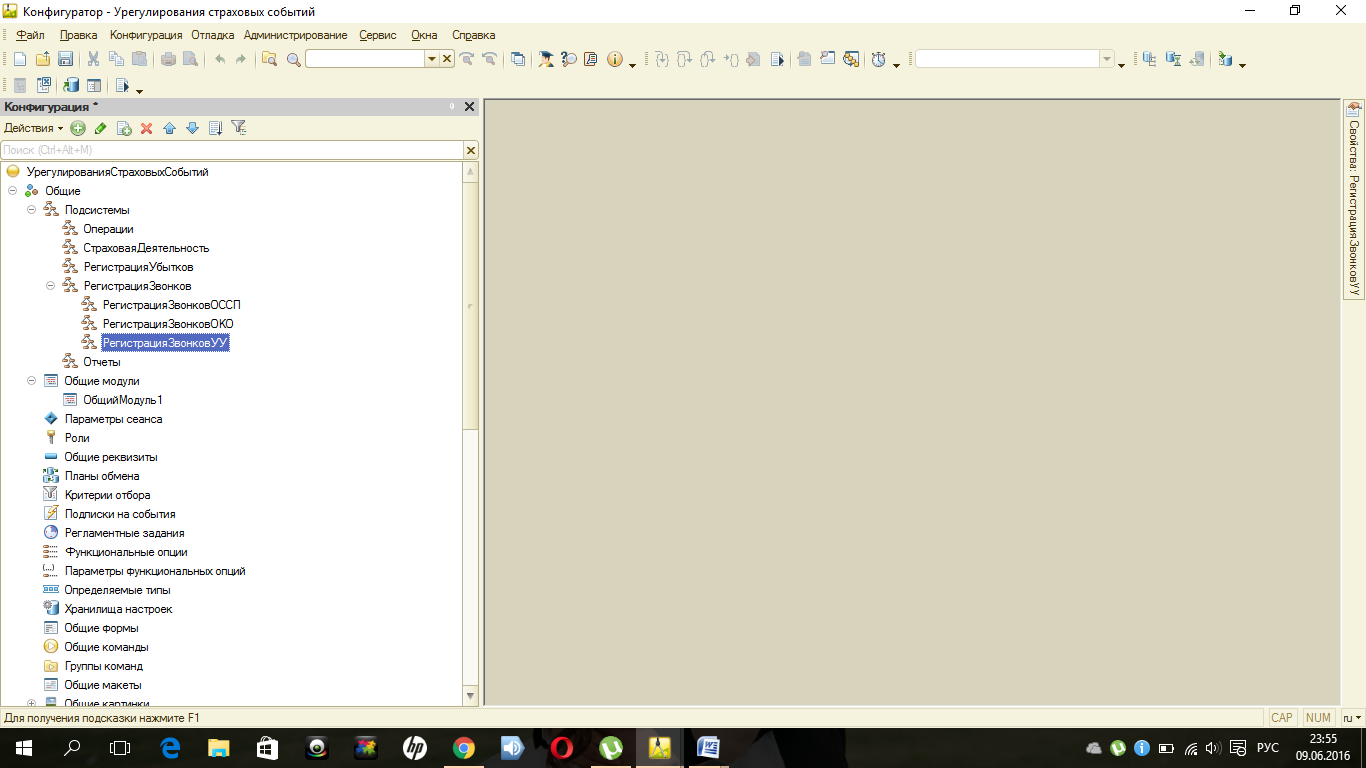 Конфигуратор - Урегулирования страховых событий
Файл Правка Конфигурация Отладка Администрирование Сервис Окна Справка
Конфигурация *
Действия
Поиск (Ctrl+Alt+M)
УрегулированияСтраховыхСобытий
Общие
Подсистемы
Операции
СтраховаяДеятельность
РегистрацияУбытков
РегистрацияЗвонков
РегистрацияЗвонковОССП
РегистрацияЗвонковОКО
РегистрацияЗвонковУУ
Отчеты
Общие модули
ОбщийМодуль1
Параметры сеанса
Роли
Общие реквизиты
Планы обмена
Критерии отбора
Подписки на события
Регламентные задания
Функциональные опции
Параметры функциональных опций
Определяемые типы
Хранилища настроек
Общие формы
Общие команды
Группы команд
Общие макеты
Общие картинки
Свойства: РегистрацияЗвонковУУ
Для получения подсказки нажмите F1
CAP NUM ru
РУС
23:55
09.06.2016